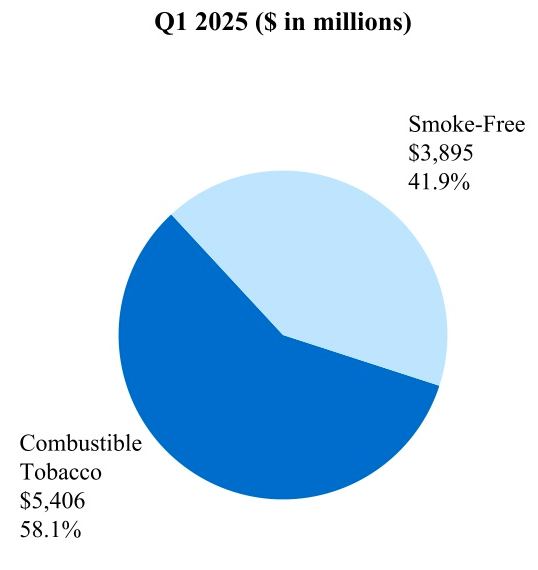 Q1 2025 ($ in millions)
Smoke-Free
$3,895
41.9%
Combustible
Tobacco
$5,406
58.1%